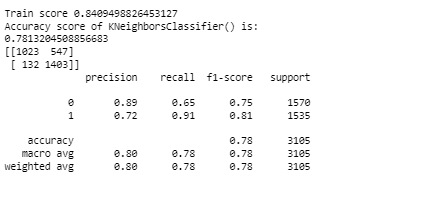 Train score 0.8409498826453127
Accuracy score of KNeighborsClassifier() is:
0.7813204508856683
[[1023  547]
 [ 132 1403]]
              precision    recall  f1-score   support

           0       0.89      0.65      0.75      1570
           1       0.72      0.91      0.81      1535

    accuracy                           0.78      3105
   macro avg       0.80      0.78      0.78      3105
weighted avg       0.80      0.78      0.78      3105